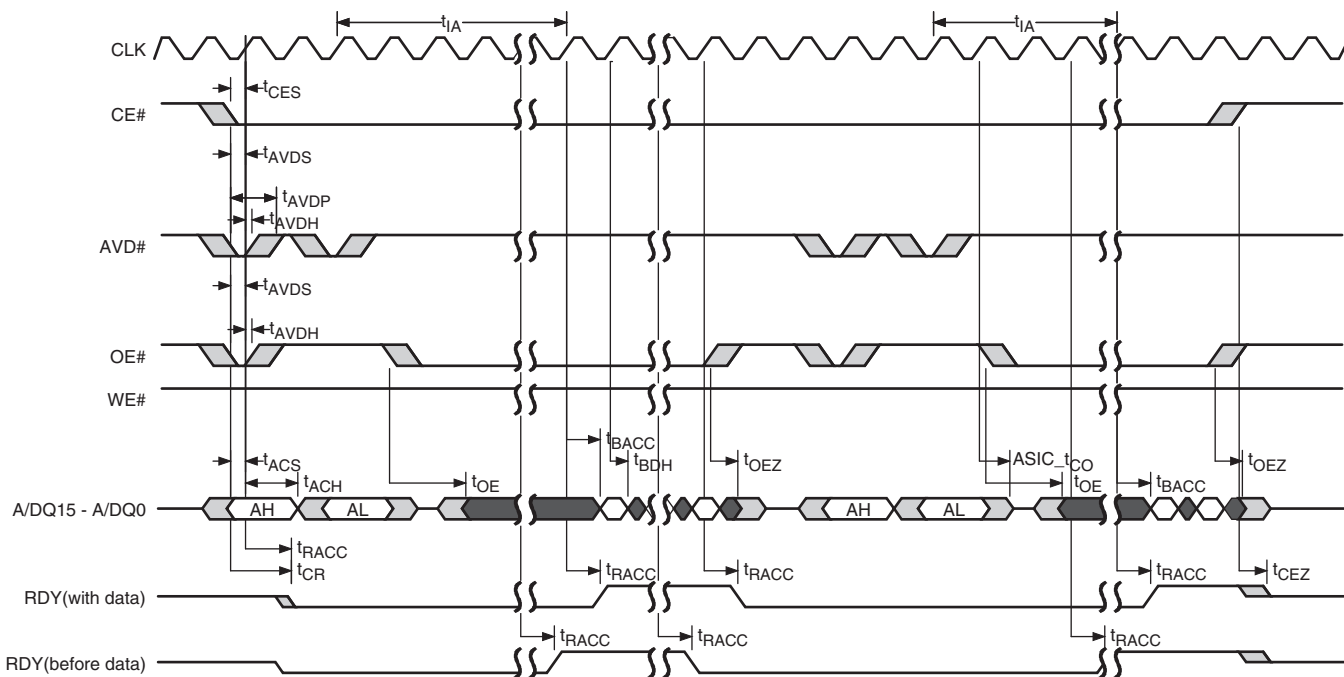 tIA tIA
CLK
tCES
CE#
tAVDS
tAVDP
tAVDH
AVD#
tAVDS
tAVDH
OE#
WE#
tBACC
tACS tBDH tOEZ ASIC_tCO tOEZ
tACH tOE tOE tBACC
A/DQ15 - A/DQ0 AH AL AH AL
tRACC
tCR tRACC tRACC tRACC tCEZ
RDY(with data)
tRACC tRACC tRACC
RDY(before data)